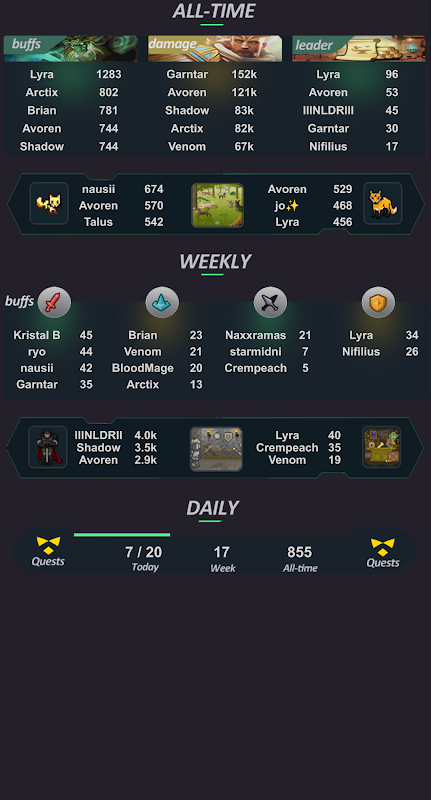 ALL-TIME
buffs damage leader
Lyra 1283 Garntar 152k Lyra 96
Arctix 802 Avoren 121k Avoren 53
Brian 781 Shadow 83k IIINLDRIII 45
Avoren 744 Arctix 82k Garntar 30
Shadow 744 Venom 67k Nifilius 17
nausii 674 Avoren 529
Avoren 570 jo✨ 468
Talus 542 Lyra 456
WEEKLY
buffs
Kristal B 45 Brian 23 Naxxramas 21 Lyra 34
ryo 44 Venom 21 starmidni 7 Nifilius 26
nausii 42 BloodMage 20 Crempeach 5
Garntar 35 Arctix 13
IIINLDRII 4.0k Lyra 40
Shadow 3.5k Crempeach 35
Avoren 2.9k Venom 19
DAILY
7 / 20 17 855
Quests Today Week All-time Quests